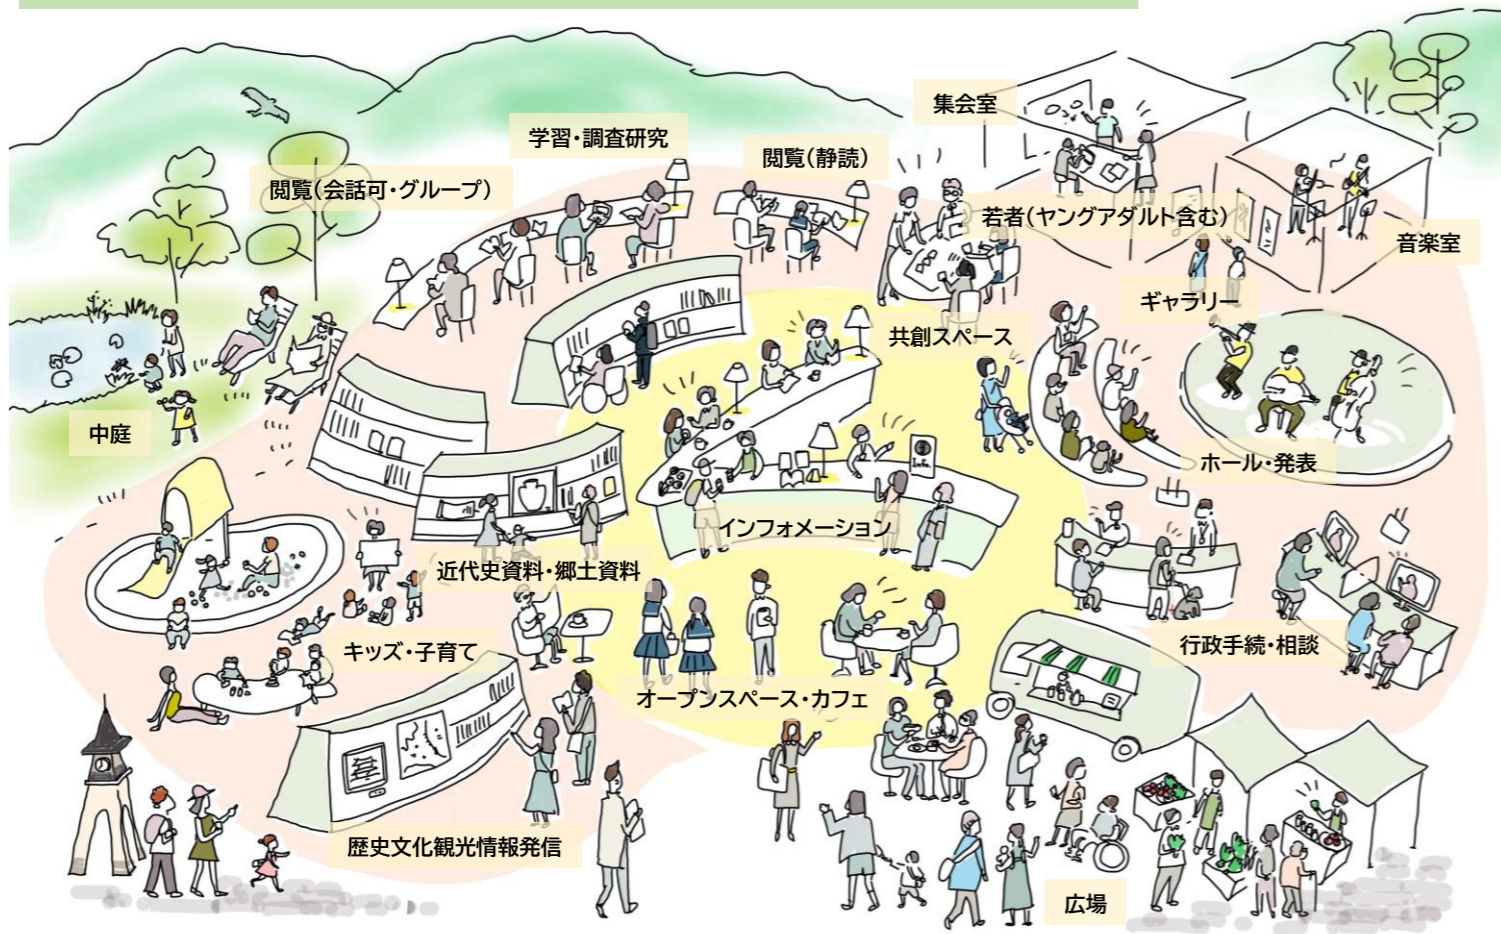 集会室
学習・調査研究
閲覧(静読)
閲覧(会話可・グループ)
若者(ヤングアダルト含む)
音楽室
ギャラリー
共創スペース
中庭
ホール・発表
Info.
インフォメーション
近代史資料・郷土資料
キッズ・子育て
行政手続・相談
オープンスペース・カフェ
歴史文化観光情報発信
広場